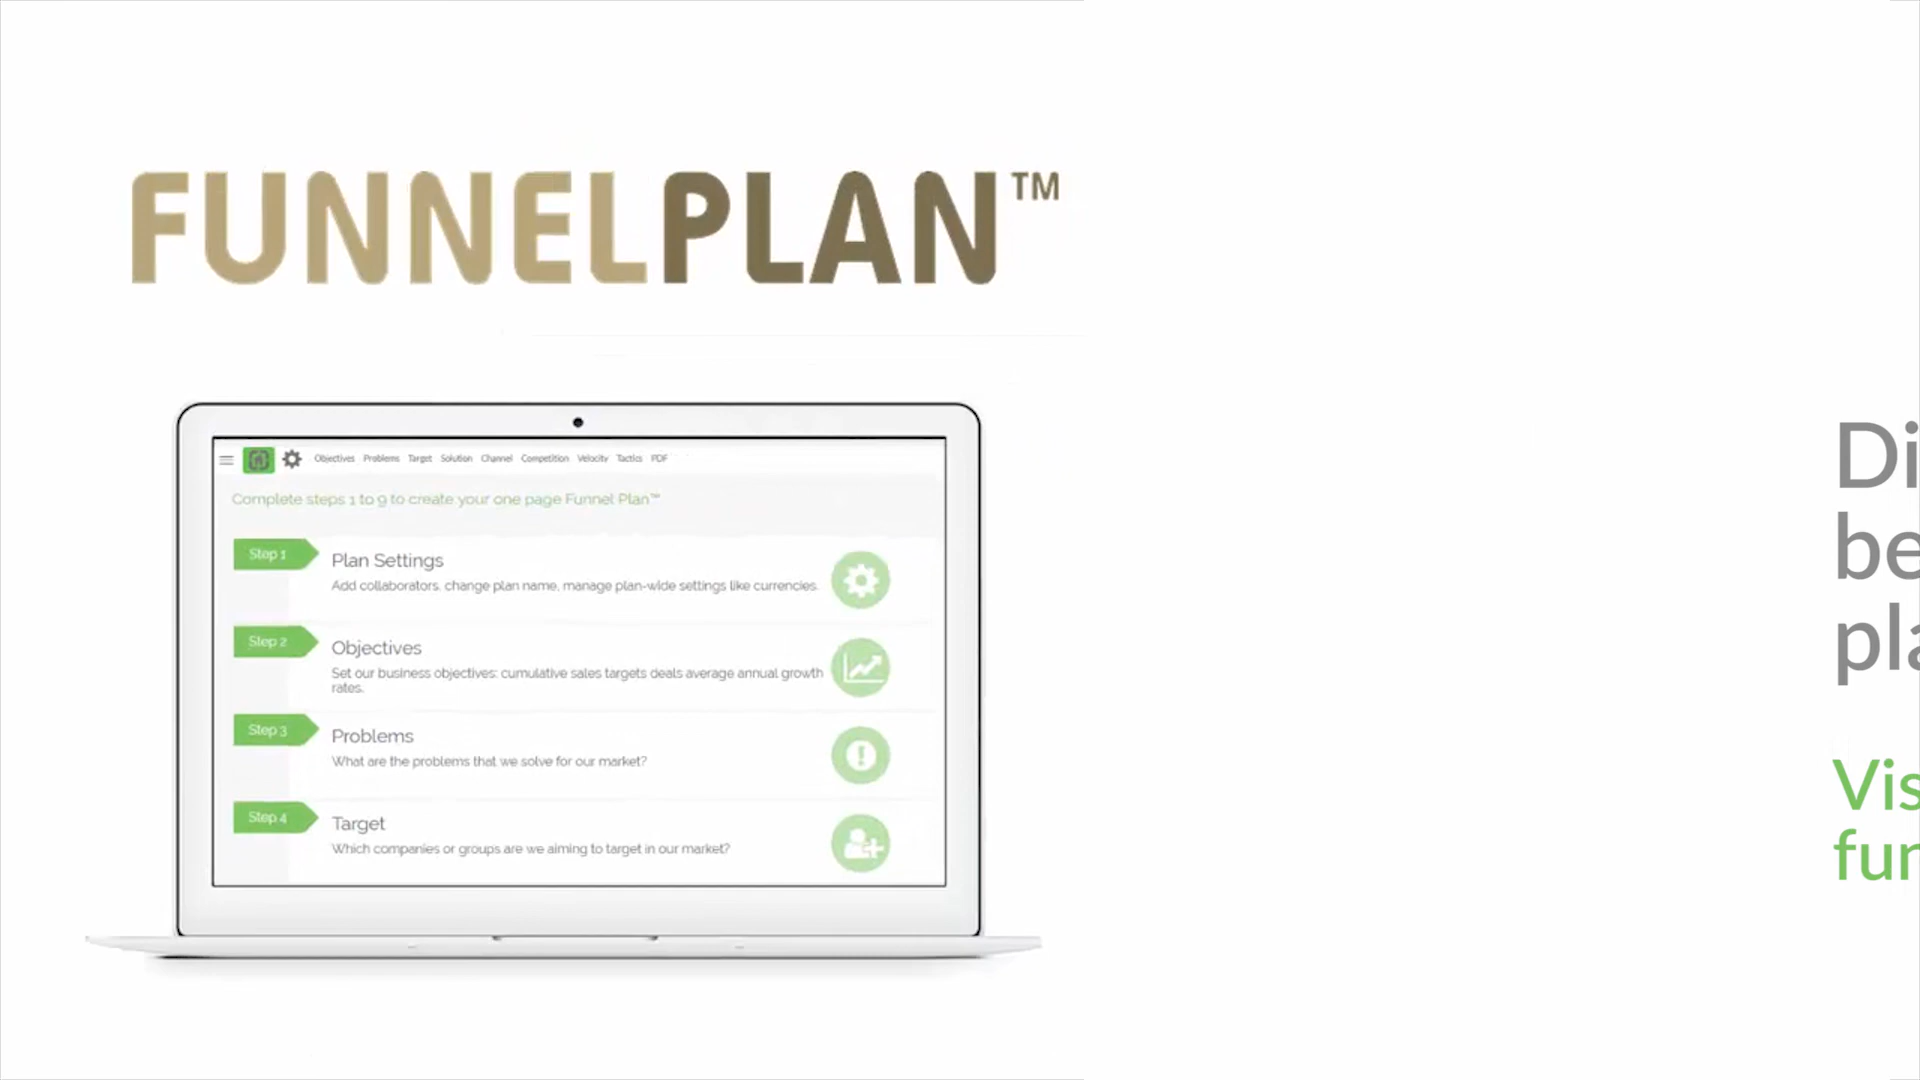 FUNNELPLAN™
Objectives Problems Target Solution Channel Competition Velocity Tactics PDF
Complete steps 1 to 9 to create your one page Funnel Plan™
Step 1
Plan Settings
Add collaborators, change plan name, manage plan-wide settings like currencies.
Step 2
Objectives
Set our business objectives: cumulative sales targets deals average annual growth
rates.
Step 3
Problems
What are the problems that we solve for our market?
Step 4
Target
Which companies or groups are we aiming to target in our market?